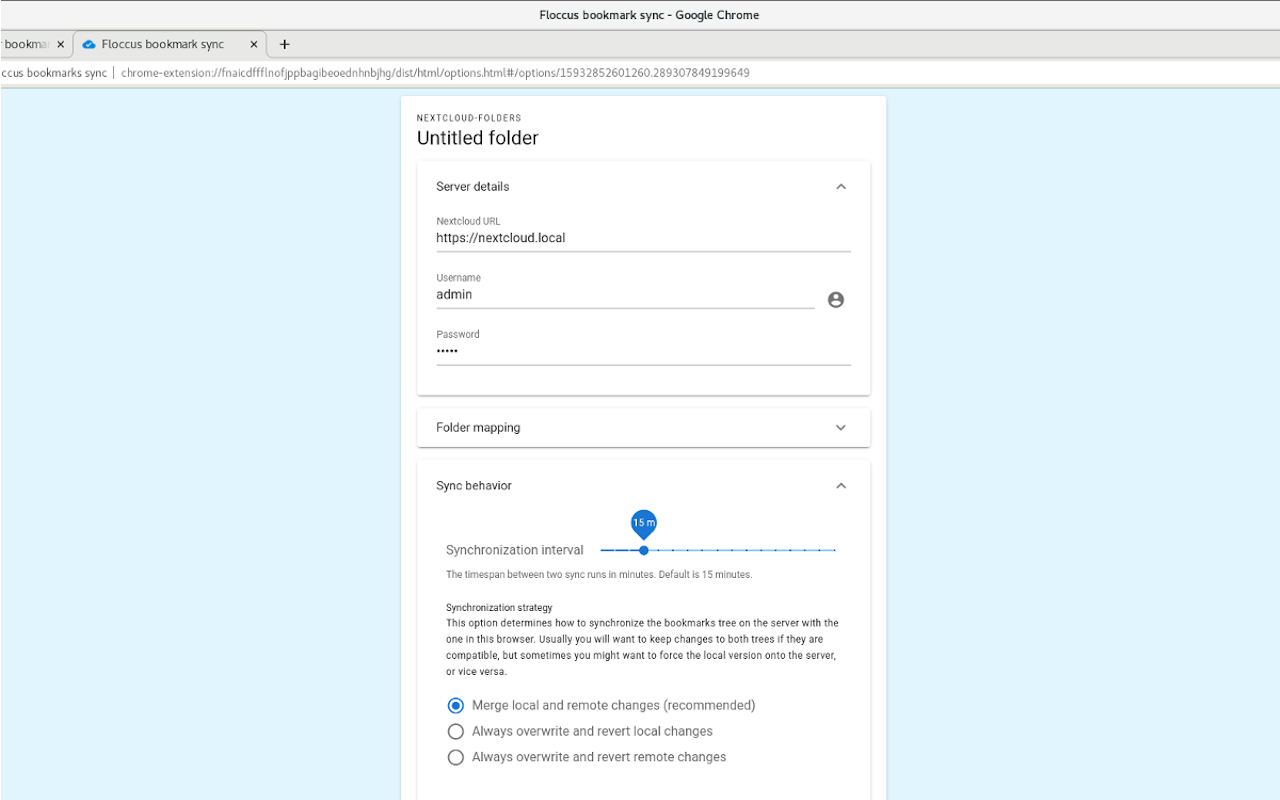 Floccus bookmark sync - Google Chrome
bookma
Floccus bookmark sync
ccus bookmarks sync
chrome-extension://fnaicdffflnofjppbagibeoednhnbjhg/dist/html/options.html#/options/15932852601260.289307849199649
NEXTCLOUD-FOLDERS
Untitled folder
Server details
Nextcloud URL
https://nextcloud.local
Username
admin
Password
•••••
Folder mapping
Sync behavior
15 m
Synchronization interval
The timespan between two sync runs in minutes. Default is 15 minutes.
Synchronization strategy
This option determines how to synchronize the bookmarks tree on the server with the
one in this browser. Usually you will want to keep changes to both trees if they are
compatible, but sometimes you might want to force the local version onto the server,
or vice versa.
Merge local and remote changes (recommended)
Always overwrite and revert local changes
Always overwrite and revert remote changes